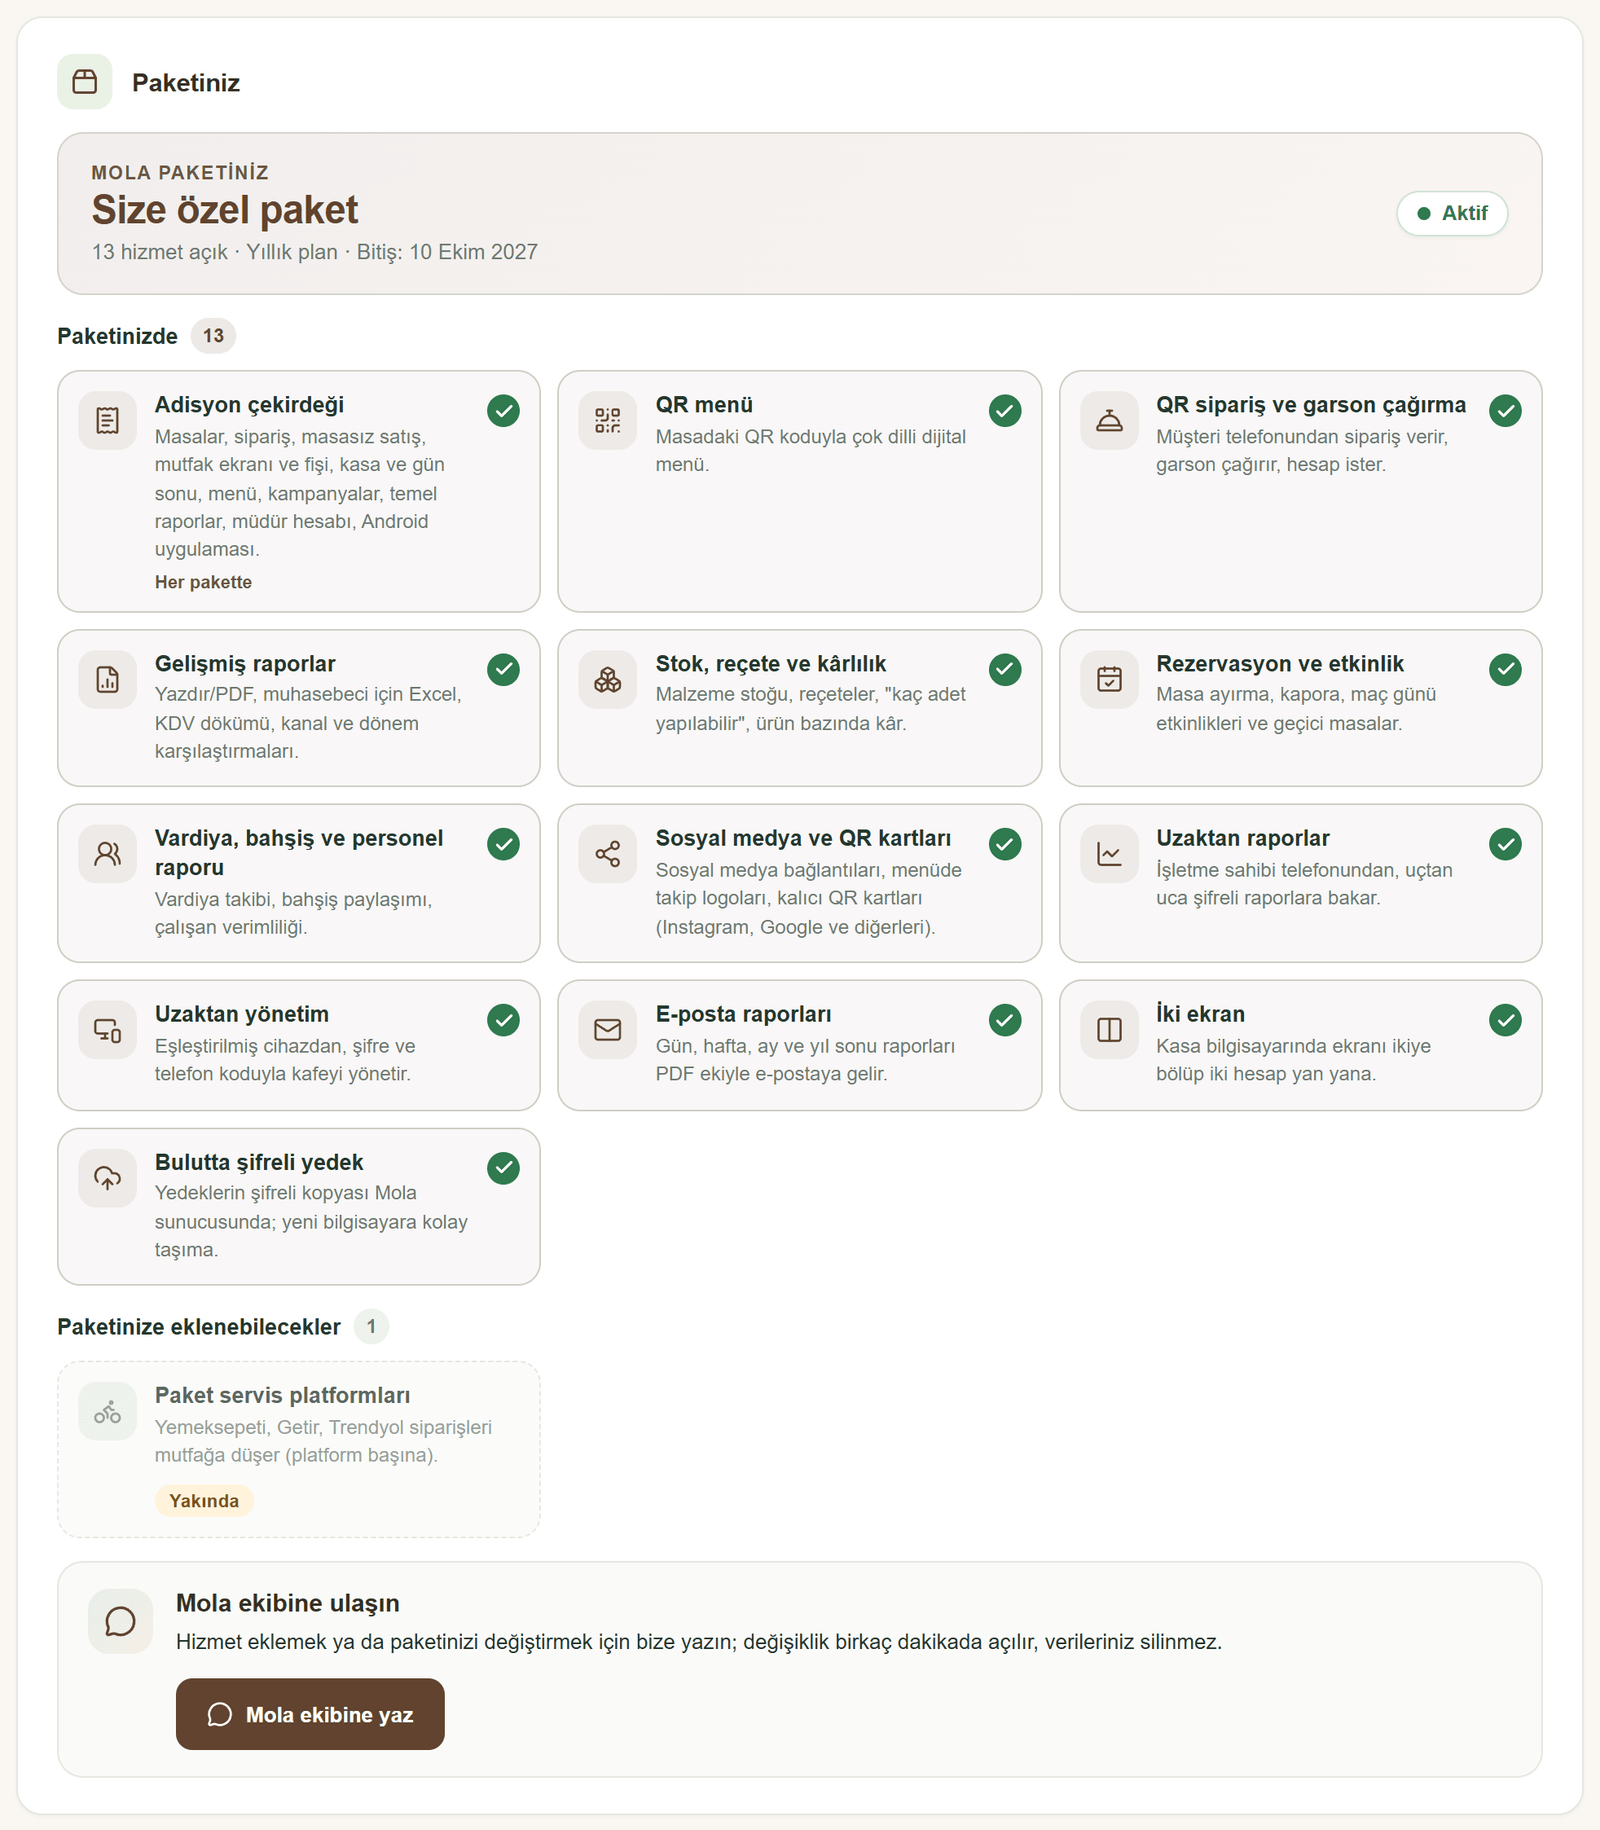 Paketiniz
MOLA PAKETİNİZ
Size özel paket
13 hizmet açık · Yıllık plan · Bitiş: 10 Ekim 2027
Aktif
Paketinizde 13
Adisyon çekirdeği
Masalar, sipariş, masasız satış,
mutfak ekranı ve fişi, kasa ve gün
sonu, menü, kampanyalar, temel
raporlar, müdür hesabı, Android
uygulaması.
Her pakette
QR menü
Masadaki QR koduyla çok dilli dijital
menü.
QR sipariş ve garson çağırma
Müşteri telefonundan sipariş verir,
garson çağırır, hesap ister.
Gelişmiş raporlar
Yazdır/PDF, muhasebeci için Excel,
KDV dökümü, kanal ve dönem
karşılaştırmaları.
Stok, reçete ve kârlılık
Malzeme stoğu, reçeteler, "kaç adet
yapılabilir", ürün bazında kâr.
Rezervasyon ve etkinlik
Masa ayırma, kapora, maç günü
etkinlikleri ve geçici masalar.
Vardiya, bahşiş ve personel
raporu
Vardiya takibi, bahşiş paylaşımı,
çalışan verimliliği.
Sosyal medya ve QR kartları
Sosyal medya bağlantıları, menüde
takip logoları, kalıcı QR kartları
(Instagram, Google ve diğerleri).
Uzaktan raporlar
İşletme sahibi telefonundan, uçtan
uca şifreli raporlara bakar.
Uzaktan yönetim
Eşleştirilmiş cihazdan, şifre ve
telefon koduyla kafeyi yönetir.
E-posta raporları
Gün, hafta, ay ve yıl sonu raporları
PDF ekiyle e-postaya gelir.
İki ekran
Kasa bilgisayarında ekranı ikiye
bölüp iki hesap yan yana.
Bulutta şifreli yedek
Yedeklerin şifreli kopyası Mola
sunucusunda; yeni bilgisayara kolay
taşıma.
Paketinize eklenebilecekler 1
Paket servis platformları
Yemeksepeti, Getir, Trendyol siparişleri
mutfağa düşer (platform başına).
Yakında
Mola ekibine ulaşın
Hizmet eklemek ya da paketinizi değiştirmek için bize yazın; değişiklik birkaç dakikada açılır, verileriniz silinmez.
Mola ekibine yaz